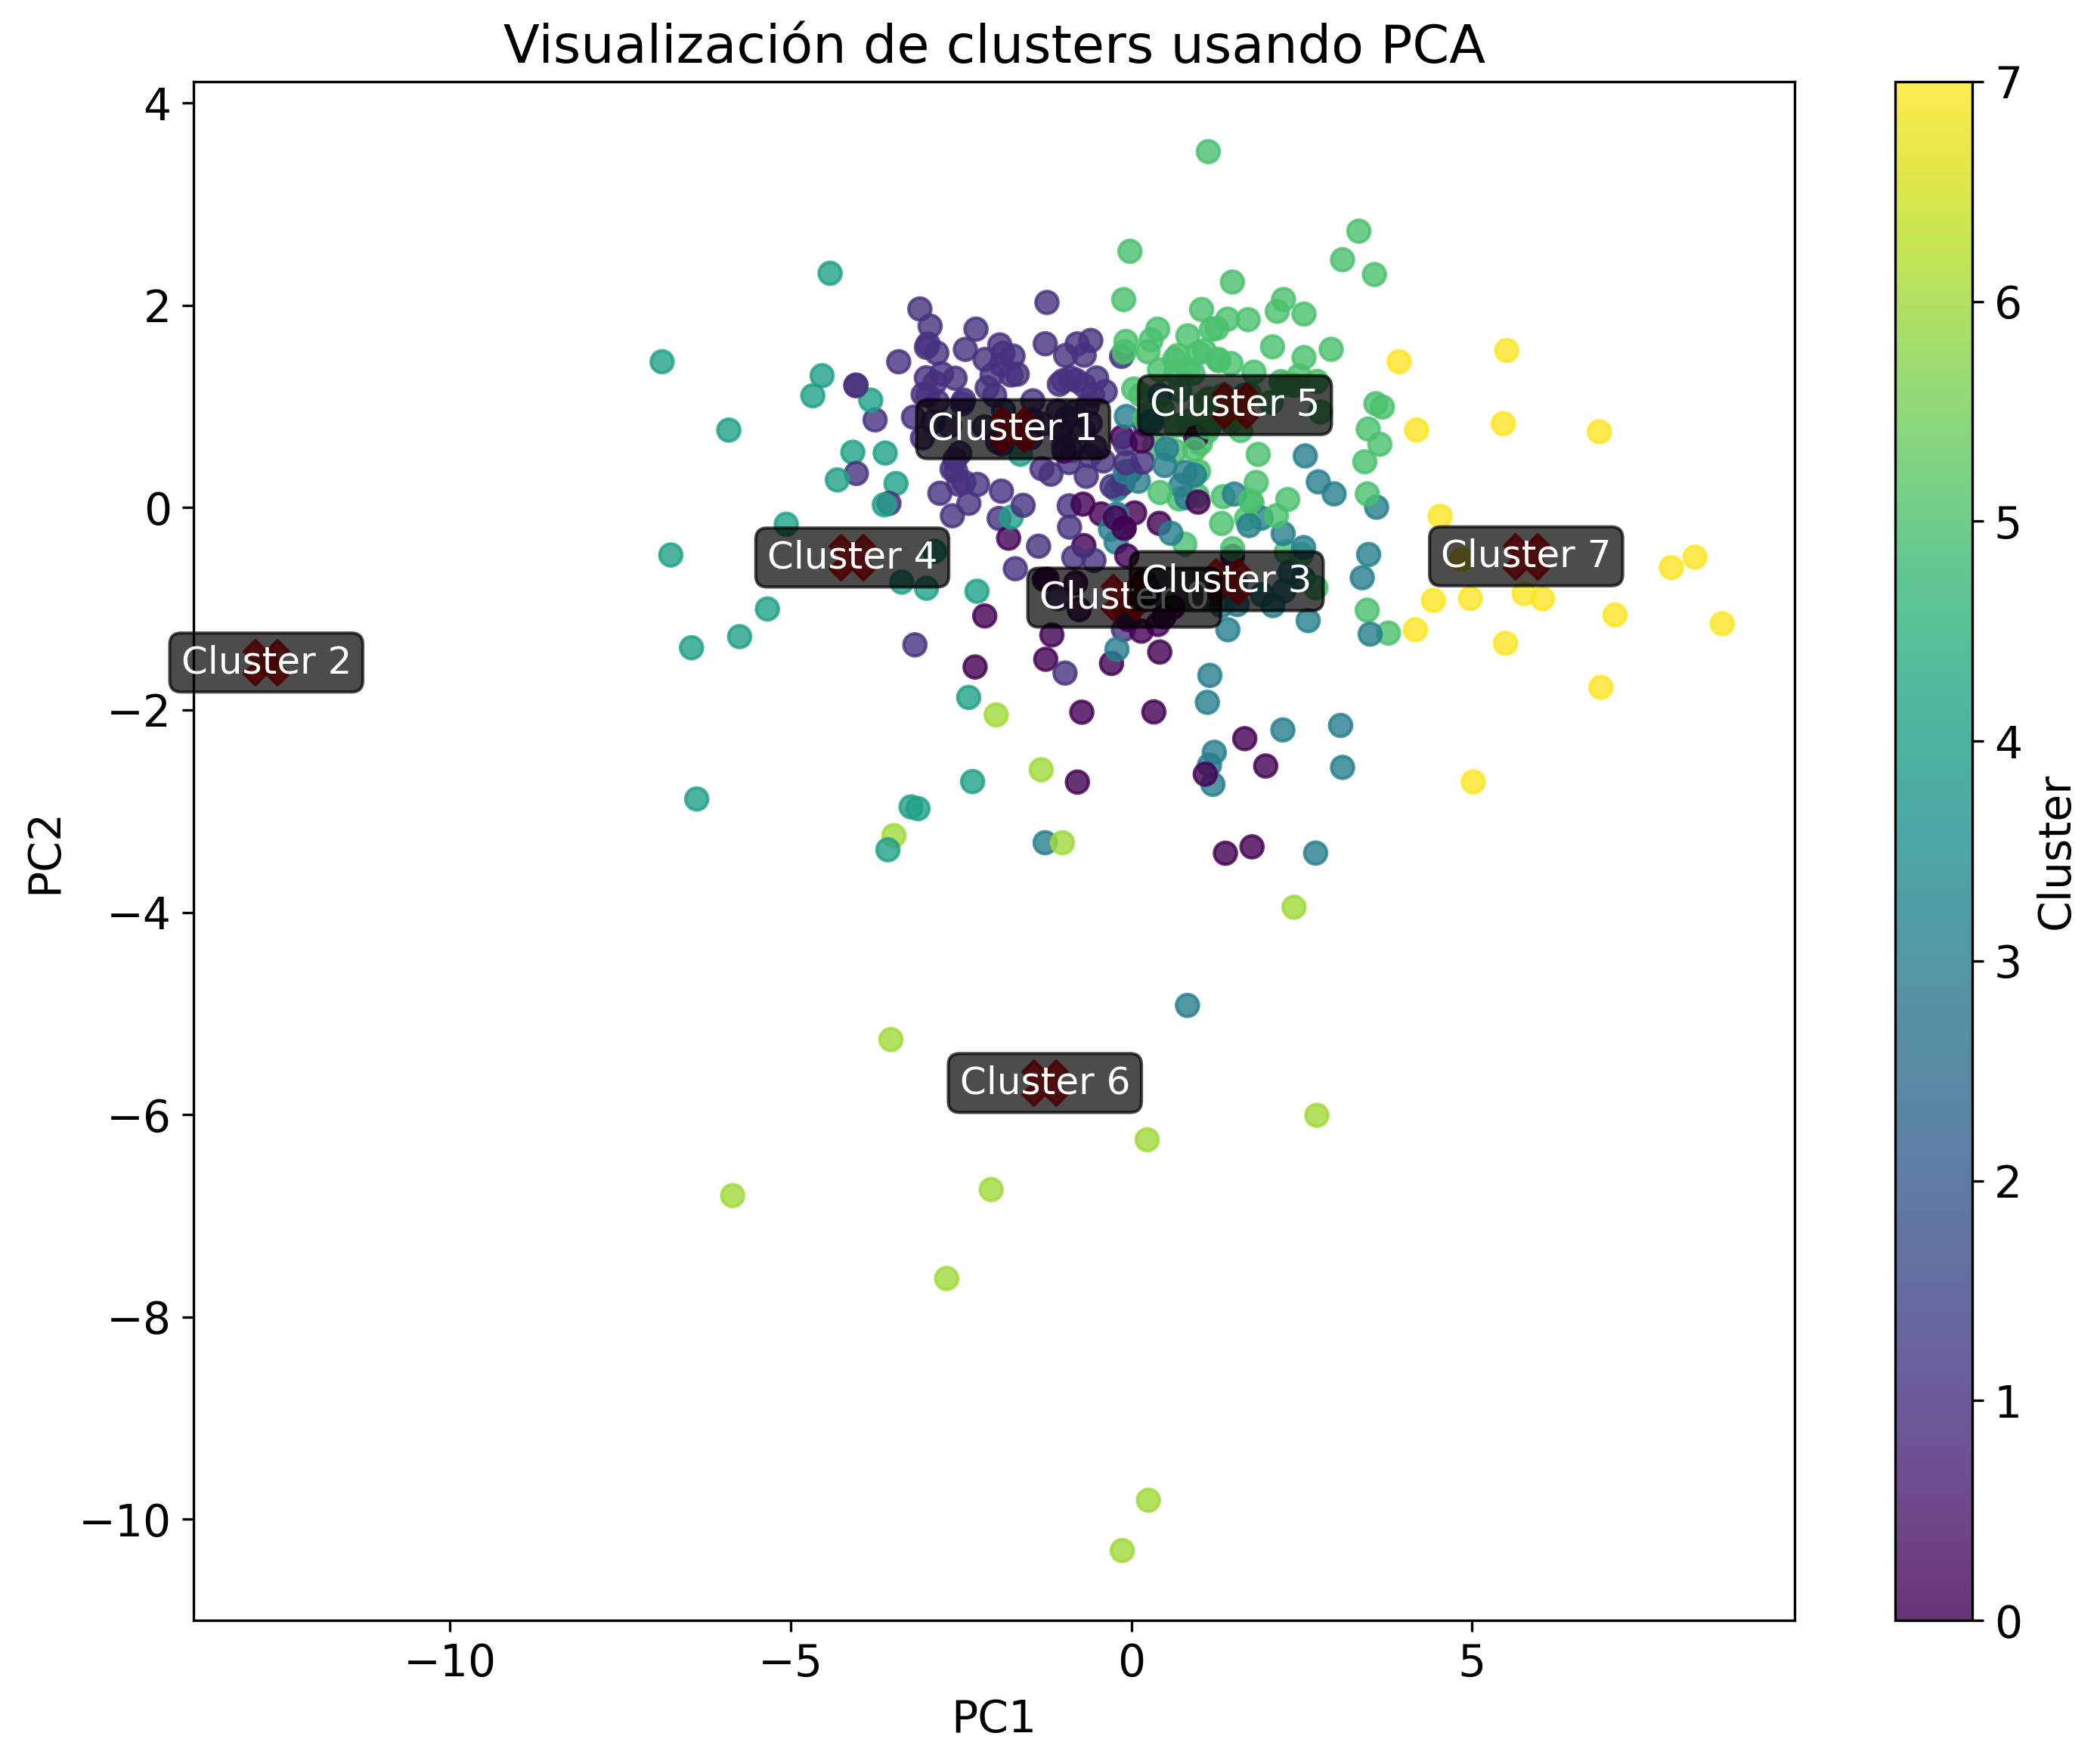 Visualización de clusters usando PCA
4
2
0
−2
−4
−6
−8
−10
PC2
−10
−5
0
5
PC1
Cluster 1
Cluster 5
Cluster 4
Cluster 7
Cluster 3
Cluster 0
Cluster 2
Cluster 6
7
6
5
4
3
2
1
0
Cluster